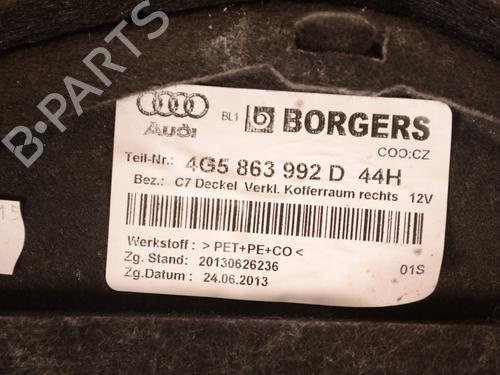 B-PARTS
Audi
BL1 BORGERS
COO:CZ
Teil-Nr.: 4G5 863 992 D 44H
Bez.: C7 Deckel Verkl. Kofferraum rechts 12V
Werkstoff : > PET+PE+CO <
Zg. Stand: 20130626236
01S
Zg.Datum : 24.06.2013